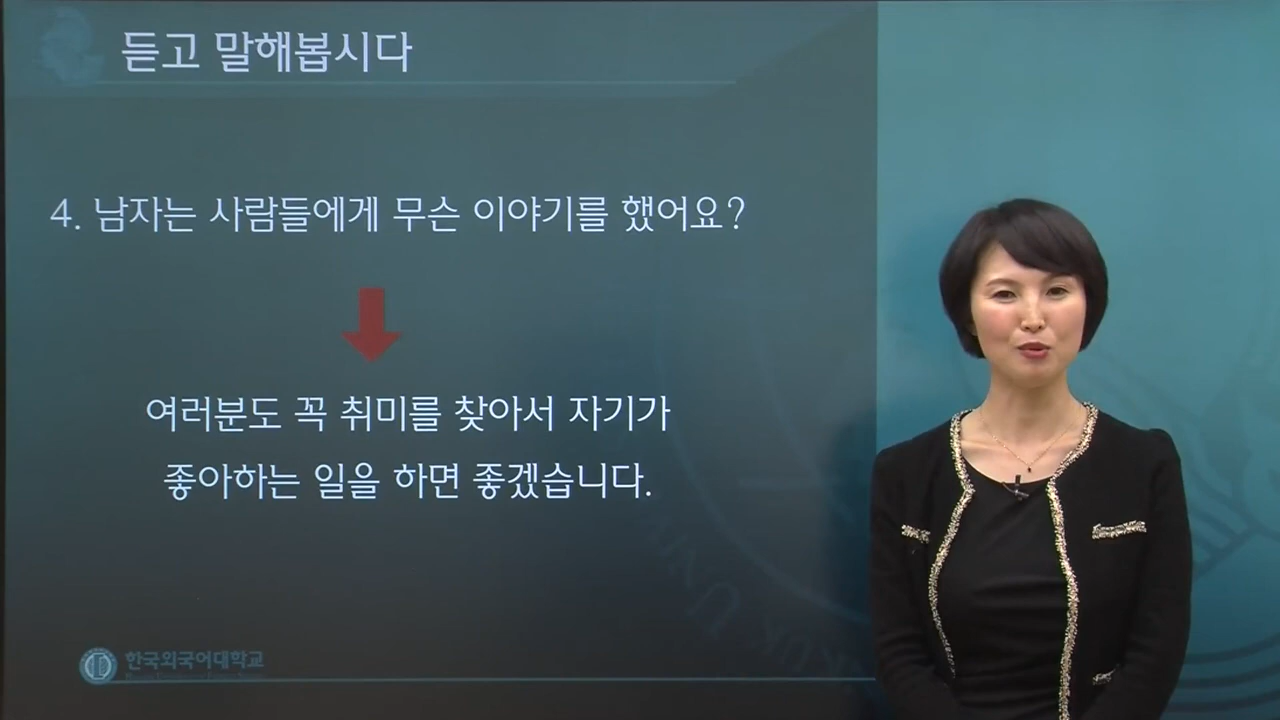 듣고 말해봅시다
4. 남자는 사람들에게 무슨 이야기를 했어요?
여러분도 꼭 취미를 찾아서 자기가
좋아하는 일을 하면 좋겠습니다.
한국외국어대학교